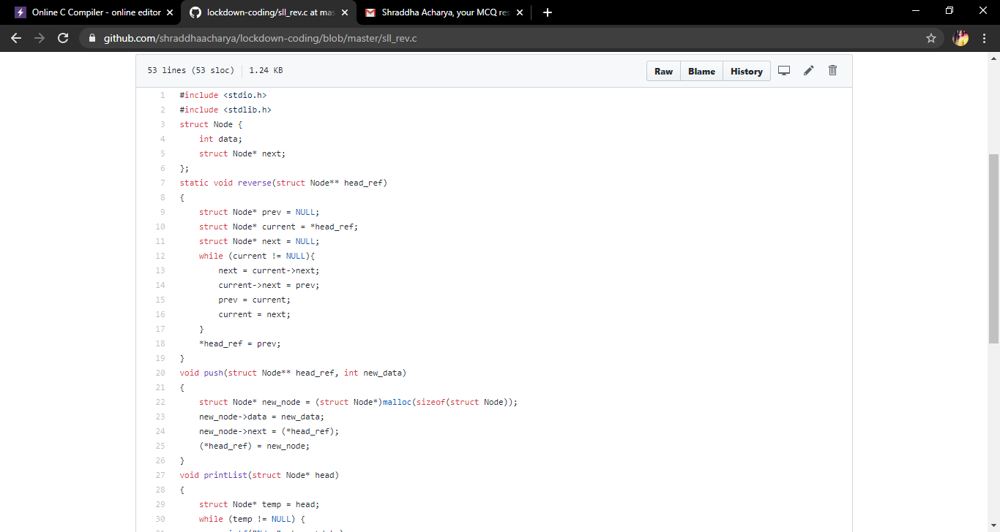 Online C Compiler - online editor
lockdown-coding/sll_rev.c at mas
Shraddha Acharya, your MCQ res
github.com/shraddhaacharya/lockdown-coding/blob/master/sll_rev.c
53 lines (53 sloc) 1.24 KB
Raw Blame History
1 #include <stdio.h>
2 #include <stdlib.h>
3 struct Node {
4 int data;
5 struct Node* next;
6 };
7 static void reverse(struct Node** head_ref)
8 {
9 struct Node* prev = NULL;
10 struct Node* current = *head_ref;
11 struct Node* next = NULL;
12 while (current != NULL){
13 next = current->next;
14 current->next = prev;
15 prev = current;
16 current = next;
17 }
18 *head_ref = prev;
19 }
20 void push(struct Node** head_ref, int new_data)
21 {
22 struct Node* new_node = (struct Node*)malloc(sizeof(struct Node));
23 new_node->data = new_data;
24 new_node->next = (*head_ref);
25 (*head_ref) = new_node;
26 }
27 void printList(struct Node* head)
28 {
29 struct Node* temp = head;
30 while (temp != NULL) {